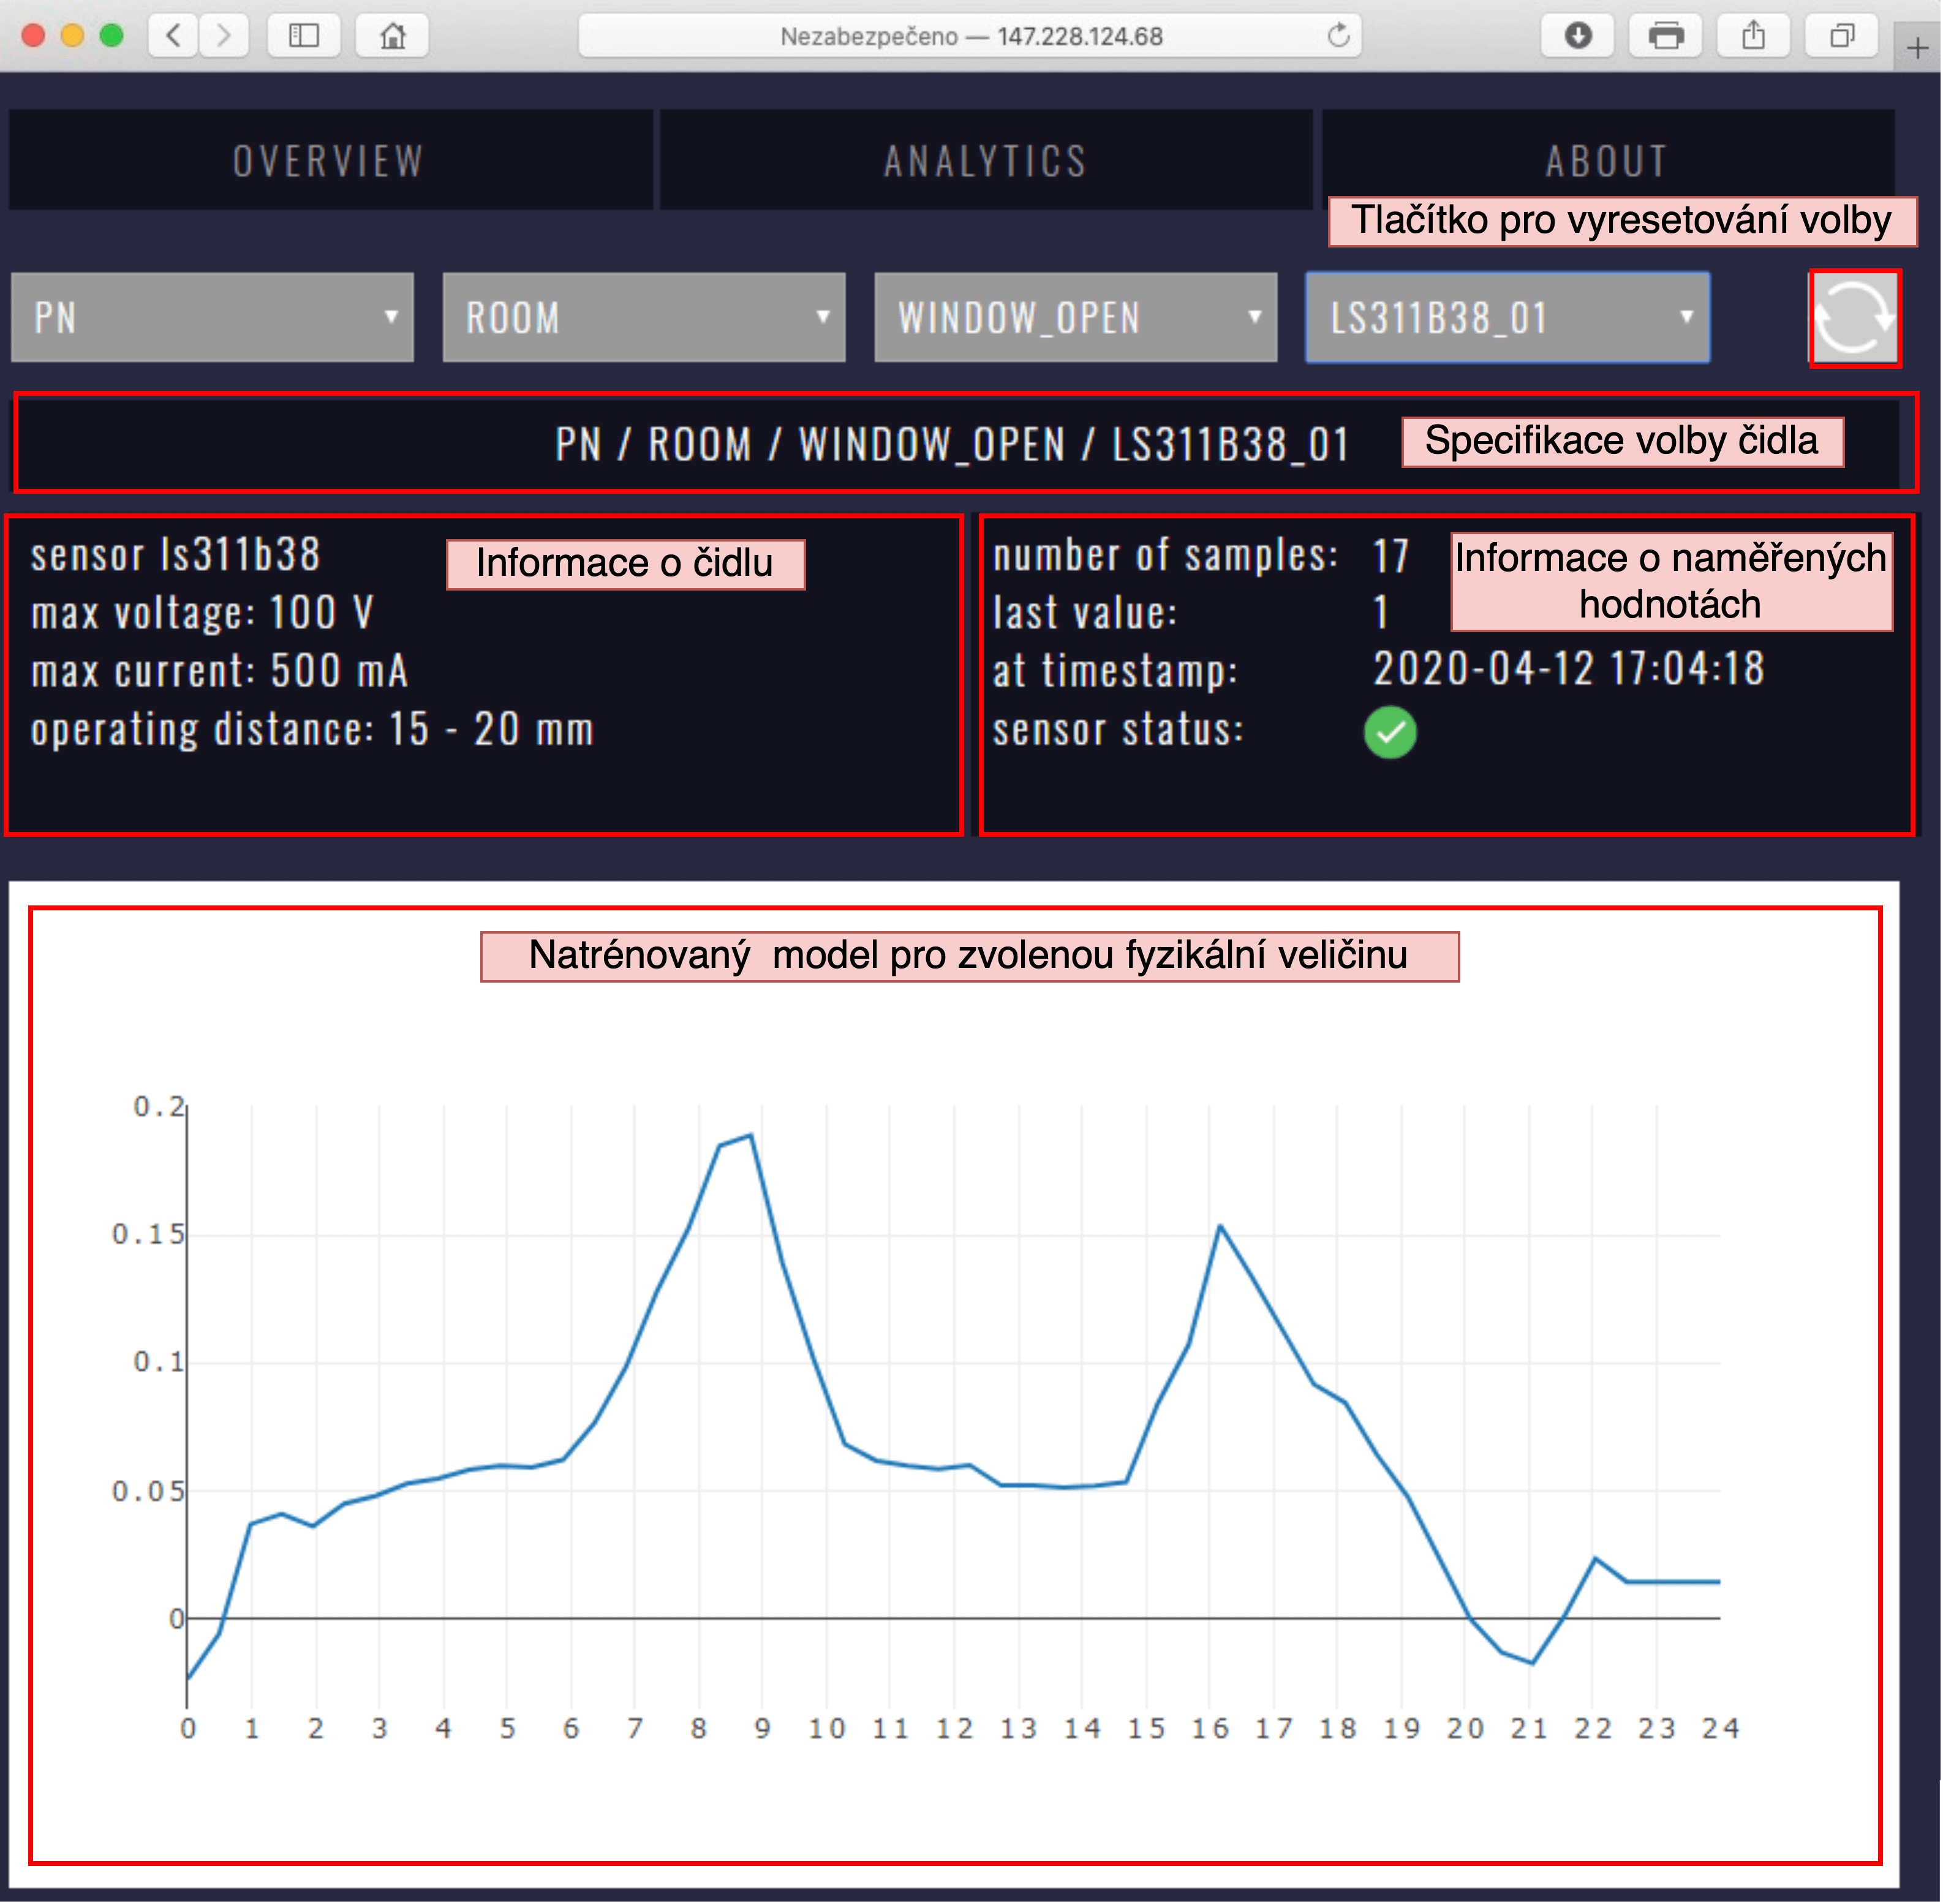 Nezabezpečeno — 147.228.124.68
OVERVIEW
ANALYTICS
ABOUT
Tlačítko pro vyresetování volby
PN
ROOM
WINDOW_OPEN
LS311B38_01
PN / ROOM / WINDOW_OPEN / LS311B38_01
Specifikace volby čidla
sensor ls311b38
max voltage: 100 V
max current: 500 mA
operating distance: 15 - 20 mm
Informace o čidlu
number of samples: 17
last value: 1
at timestamp: 2020-04-12 17:04:18
sensor status:
Informace o naměřených
hodnotách
Natrénovaný  model pro zvolenou fyzikální veličinu
0.2
0.15
0.1
0.05
0
0 1 2 3 4 5 6 7 8 9 10 11 12 13 14 15 16 17 18 19 20 21 22 23 24